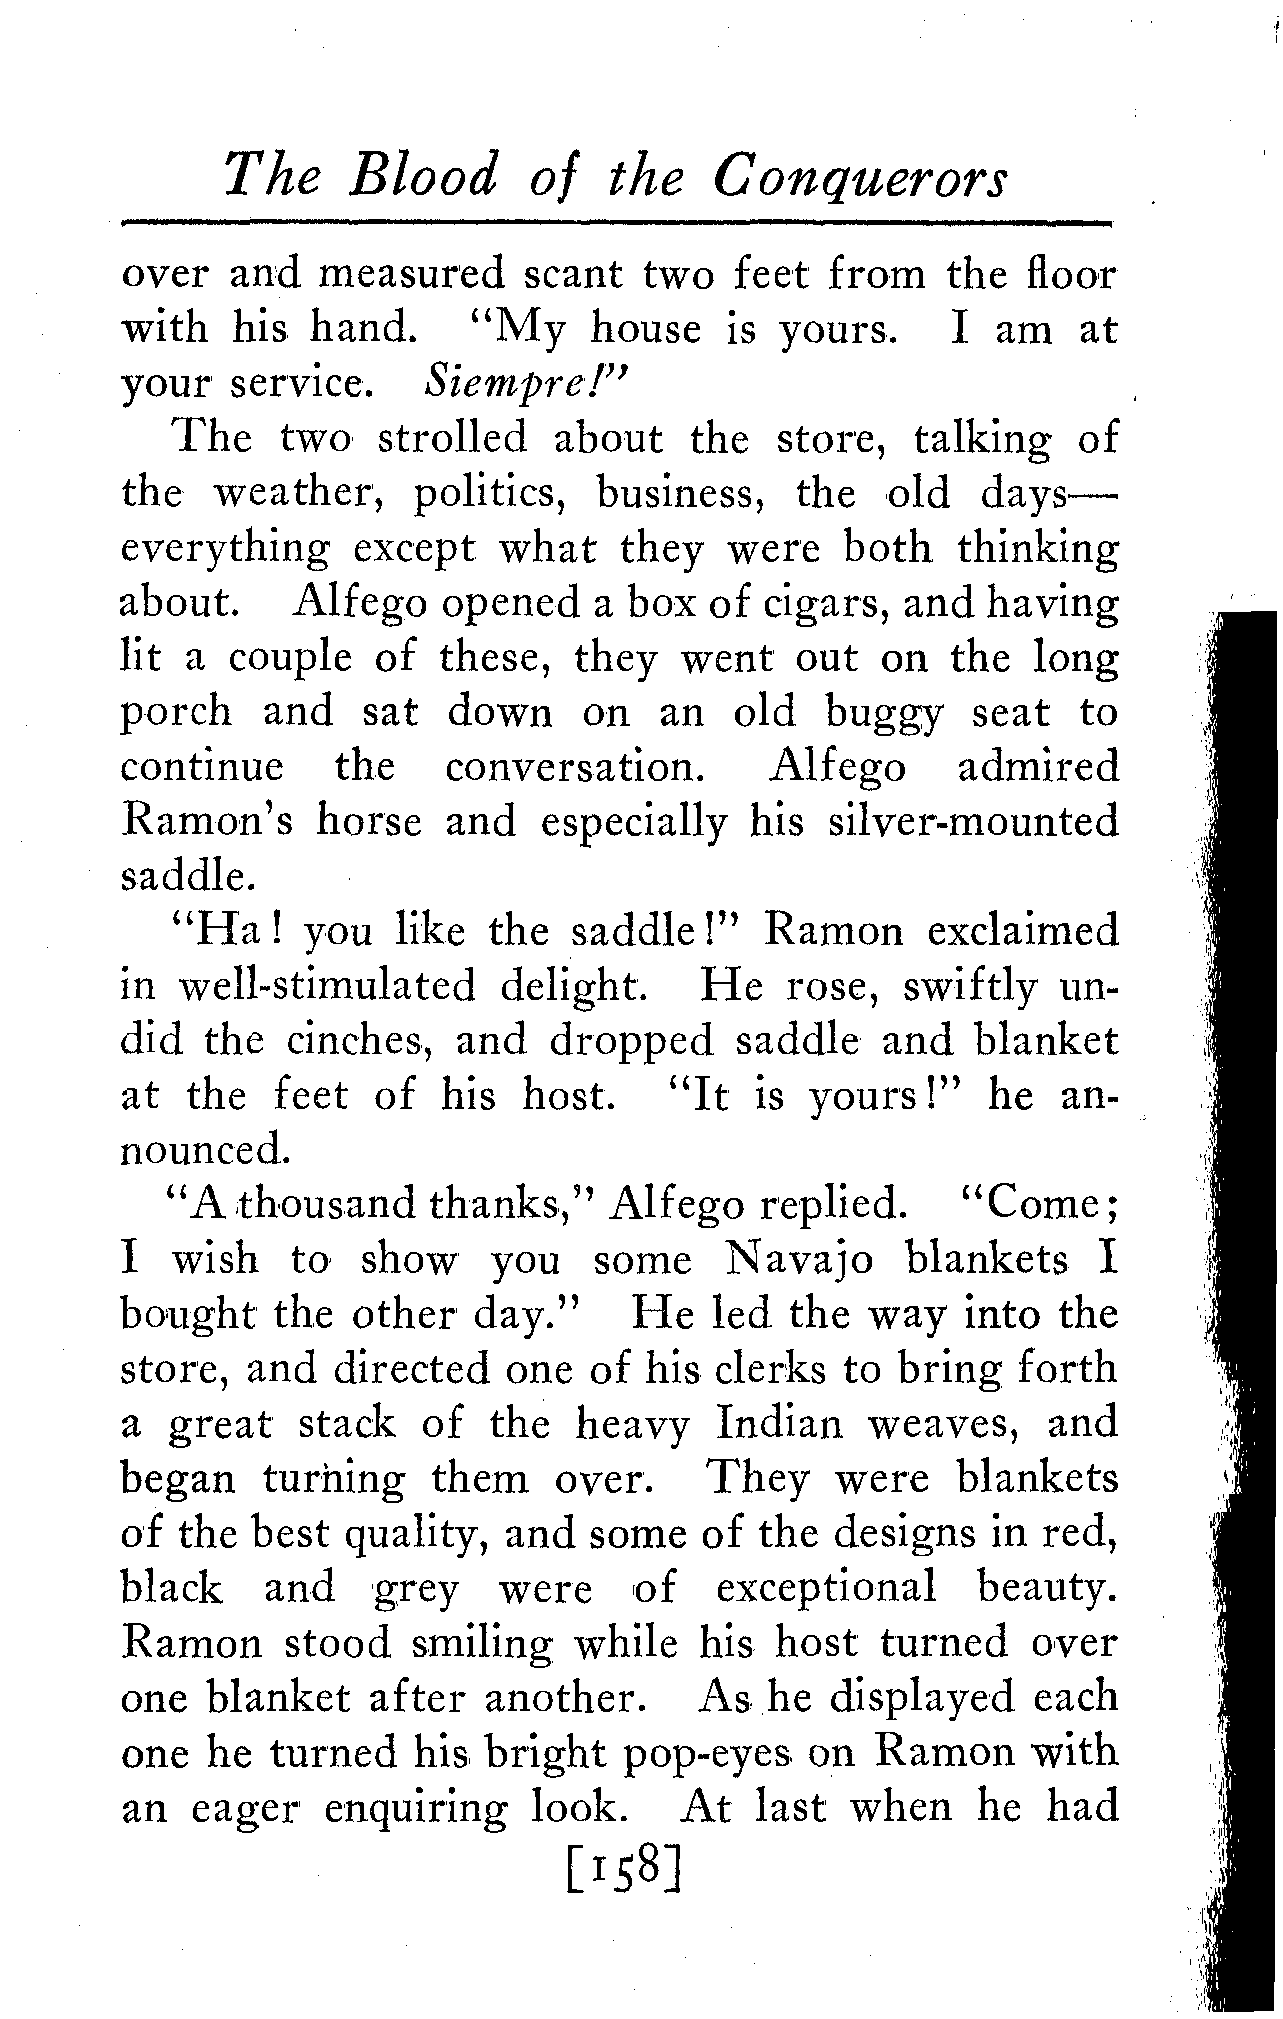 The Blood of the Conquerors
over and measured scant two feet from the floor
with his hand. "My house is yours. I am at
your service. Siempre!"
The two strolled about the store, talking of
the weather, politics, business, the old days—
everything except what they were both thinking
about. Alfego opened a box of cigars, and having
lit a couple of these, they went out on the long
porch and sat down on an old buggy seat to
continue the conversation. Alfego admired
Ramon's horse and especially his silver-mounted
saddle.
"Ha! you like the saddle!" Ramon exclaimed
in well-stimulated delight. He rose, swiftly un-
did the cinches, and dropped saddle and blanket
at the feet of his host. "It is yours!" he an-
nounced.
"A thousand thanks," Alfego replied. "Come;
I wish to show you some Navajo blankets I
bought the other day." He led the way into the
store, and directed one of his clerks to bring forth
a great stack of the heavy Indian weaves, and
began turning them over. They were blankets
of the best quality, and some of the designs in red,
black and grey were of exceptional beauty.
Ramon stood smiling while his host turned over
one blanket after another. As he displayed each
one he turned his bright pop-eyes on Ramon with
an eager enquiring look. At last when he had
[158]